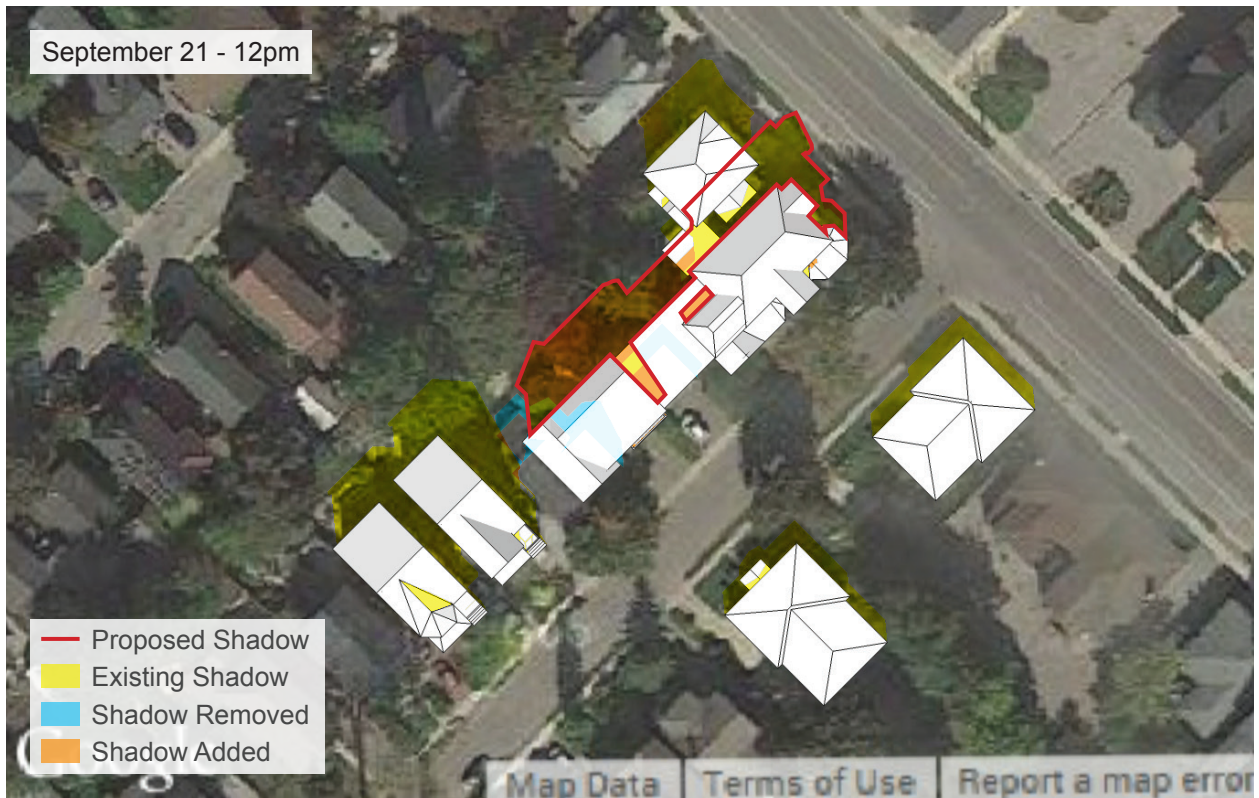 September 21 - 12pm
Proposed Shadow
Existing Shadow
Shadow Removed
Shadow Added
Google
Map Data
Terms of Use
Report a map error